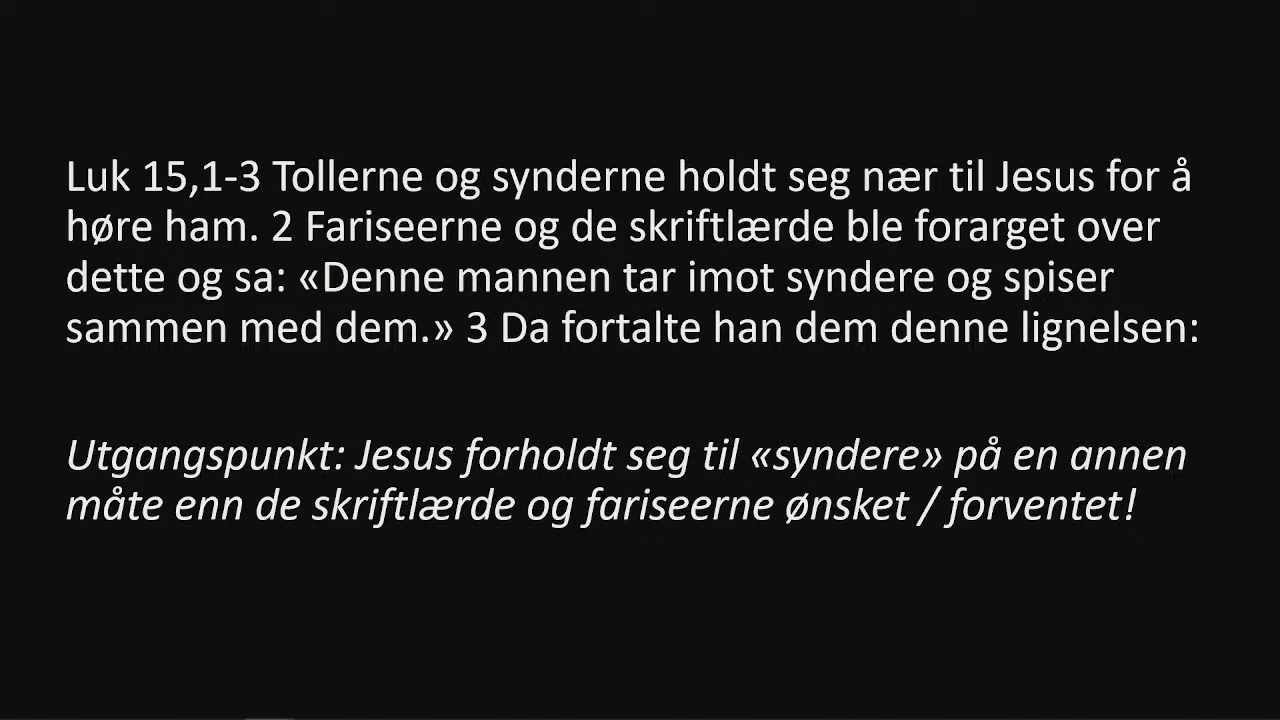 Luk 15,1-3 Tollerne og synderne holdt seg nær til Jesus for å
høre ham. 2 Fariseerne og de skriftlærde ble forarget over
dette og sa: «Denne mannen tar imot syndere og spiser
sammen med dem.» 3 Da fortalte han dem denne lignelsen:
Utgangspunkt: Jesus forholdt seg til «syndere» på en annen
måte enn de skriftlærde og fariseerne ønsket / forventet!